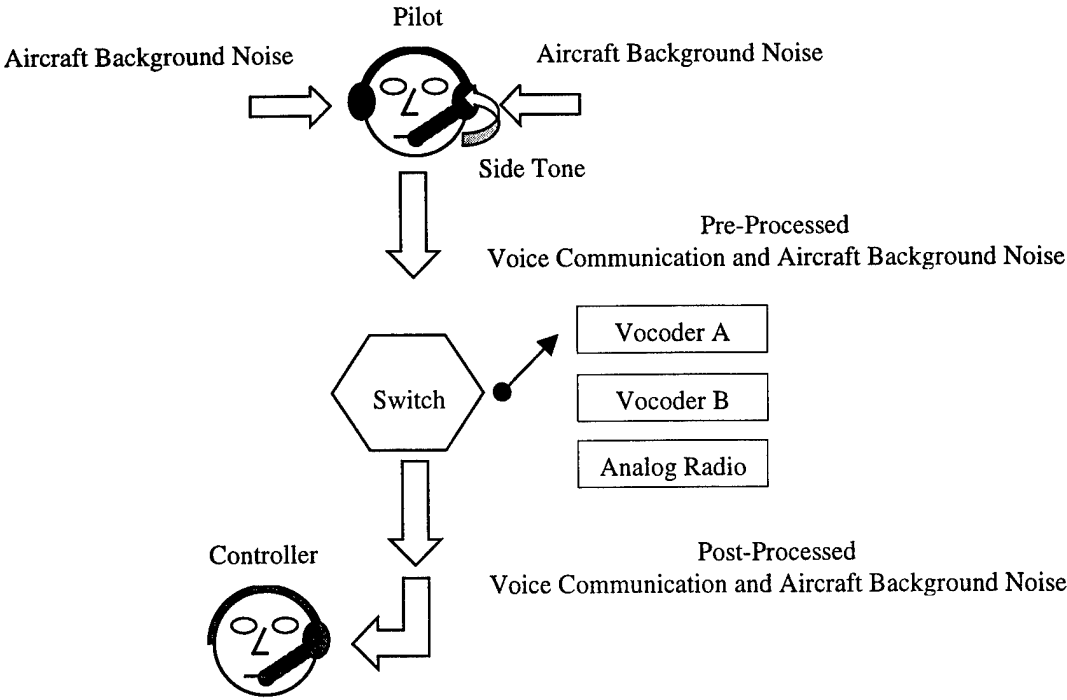 Pilot
Aircraft Background Noise
Aircraft Background Noise
Side Tone
Pre-Processed
Voice Communication and Aircraft Background Noise
Vocoder A
Switch
Vocoder B
Analog Radio
Controller
Post-Processed
Voice Communication and Aircraft Background Noise